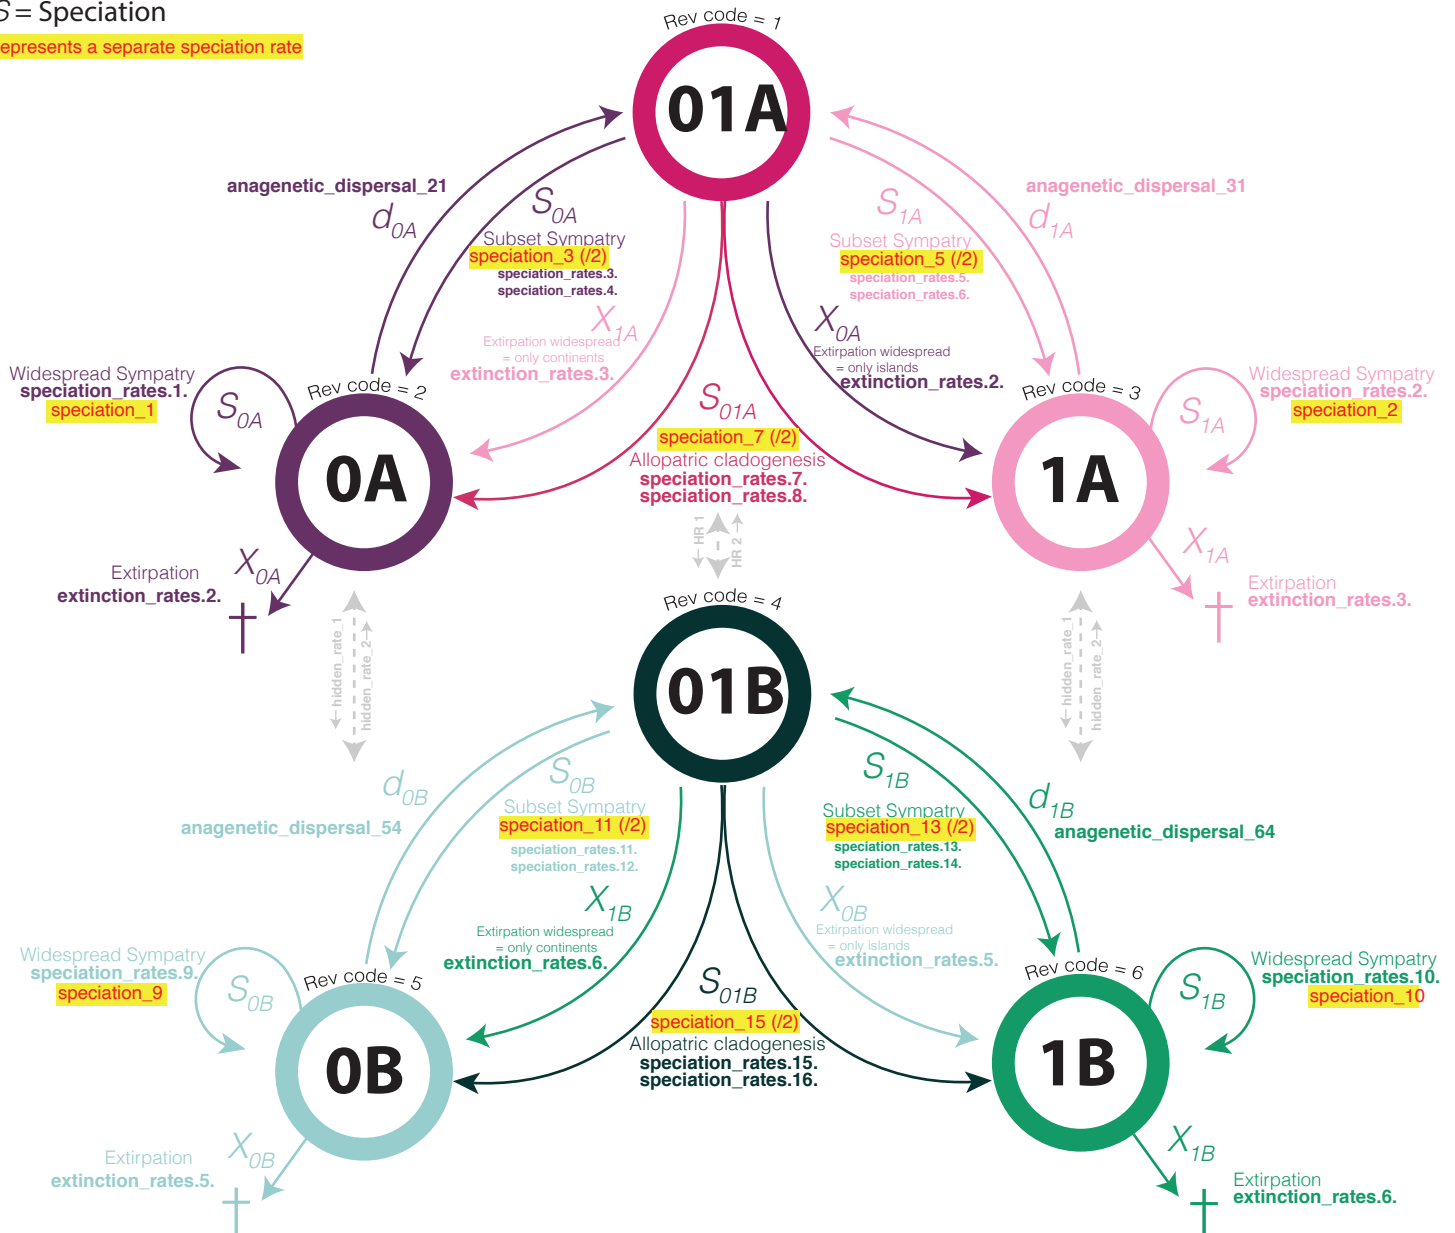 S = Speciation
epresents a separate speciation rate
Rev code = 1
01A
anagenetic_dispersal_21
d0A
S0A
Subset Sympatry
speciation_3 (/2)
speciation_rates.3.
speciation_rates.4.
S1A
Subset Sympatry
speciation_5 (/2)
speciation_rates.5.
speciation_rates.6.
anagenetic_dispersal_31
d1A
X1A
Extirpation widespread
= only continents
extinction_rates.3.
X0A
Extirpation widespread
= only islands
extinction_rates.2.
Widespread Sympatry
speciation_rates.1.
speciation_1
S0A
Rev code = 2
0A
S01A
speciation_7 (/2)
Allopatric cladogenesis
speciation_rates.7.
speciation_rates.8.
Rev code = 3
1A
S1A
Widespread Sympatry
speciation_rates.2.
speciation_2
X0A
Extirpation
extinction_rates.2.
HR 1
HR 2
X1A
Extirpation
extinction_rates.3.
hidden_rate_1
hidden_rate_2
hidden_rate_1
hidden_rate_2
Rev code = 4
01B
d0B
anagenetic_dispersal_54
S0B
Subset Sympatry
speciation_11 (/2)
speciation_rates.11.
speciation_rates.12.
S1B
Subset Sympatry
speciation_13 (/2)
speciation_rates.13.
speciation_rates.14.
d1B
anagenetic_dispersal_64
X1B
Extirpation widespread
= only continents
extinction_rates.6.
X0B
Extirpation widespread
= only islands
extinction_rates.5.
Widespread Sympatry
speciation_rates.9.
speciation_9
S0B
Rev code = 5
0B
S01B
speciation_15 (/2)
Allopatric cladogenesis
speciation_rates.15.
speciation_rates.16.
Rev code = 6
1B
S1B
Widespread Sympatry
speciation_rates.10.
speciation_10
X0B
Extirpation
extinction_rates.5.
X1B
Extirpation
extinction_rates.6.